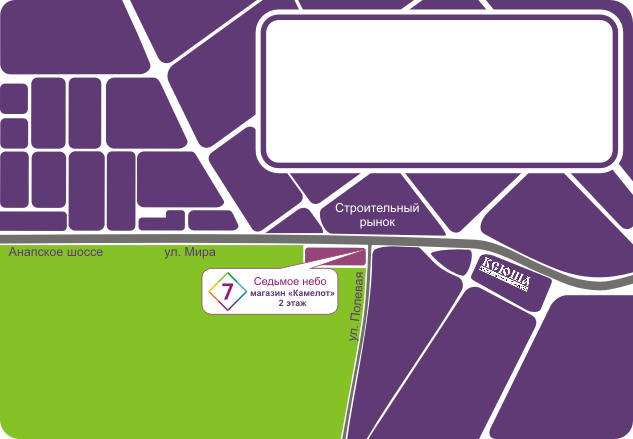 Строительный
рынок
Анапское шоссе
ул. Мира
КСЮША
7
Седьмое небо
магазин «Камелот»
2 этаж
ул. Полевая